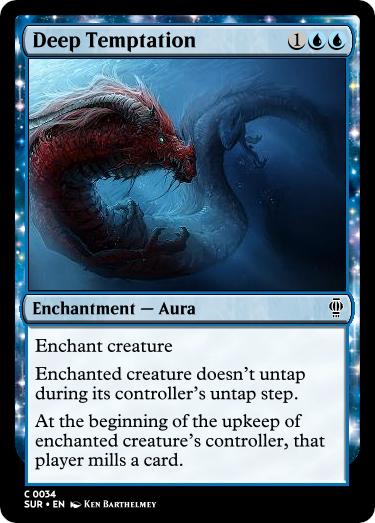 Deep Temptation 1
Enchantment — Aura
Enchant creature
Enchanted creature doesn't untap
during its controller's untap step.
At the beginning of the upkeep of
enchanted creature's controller, that
player mills a card.
C 0034
SUR • EN Ken Barthelmey